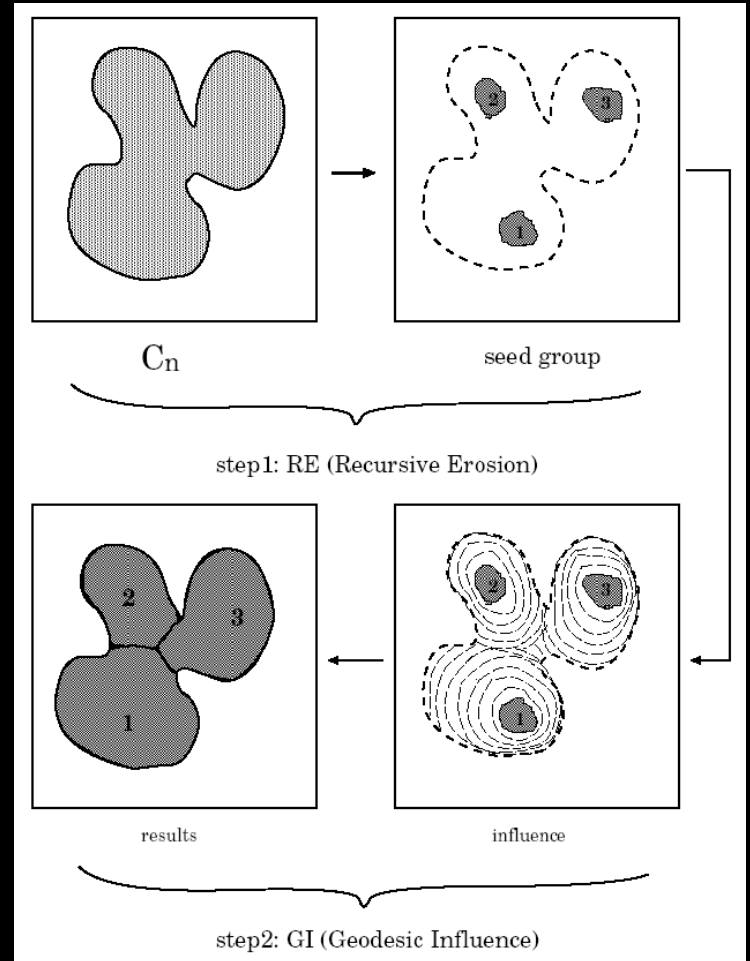 2
3
1
Cn
seed group
step1: RE (Recursive Erosion)
2
3
1
2
3
1
results
influence
step2: GI (Geodesic Influence)